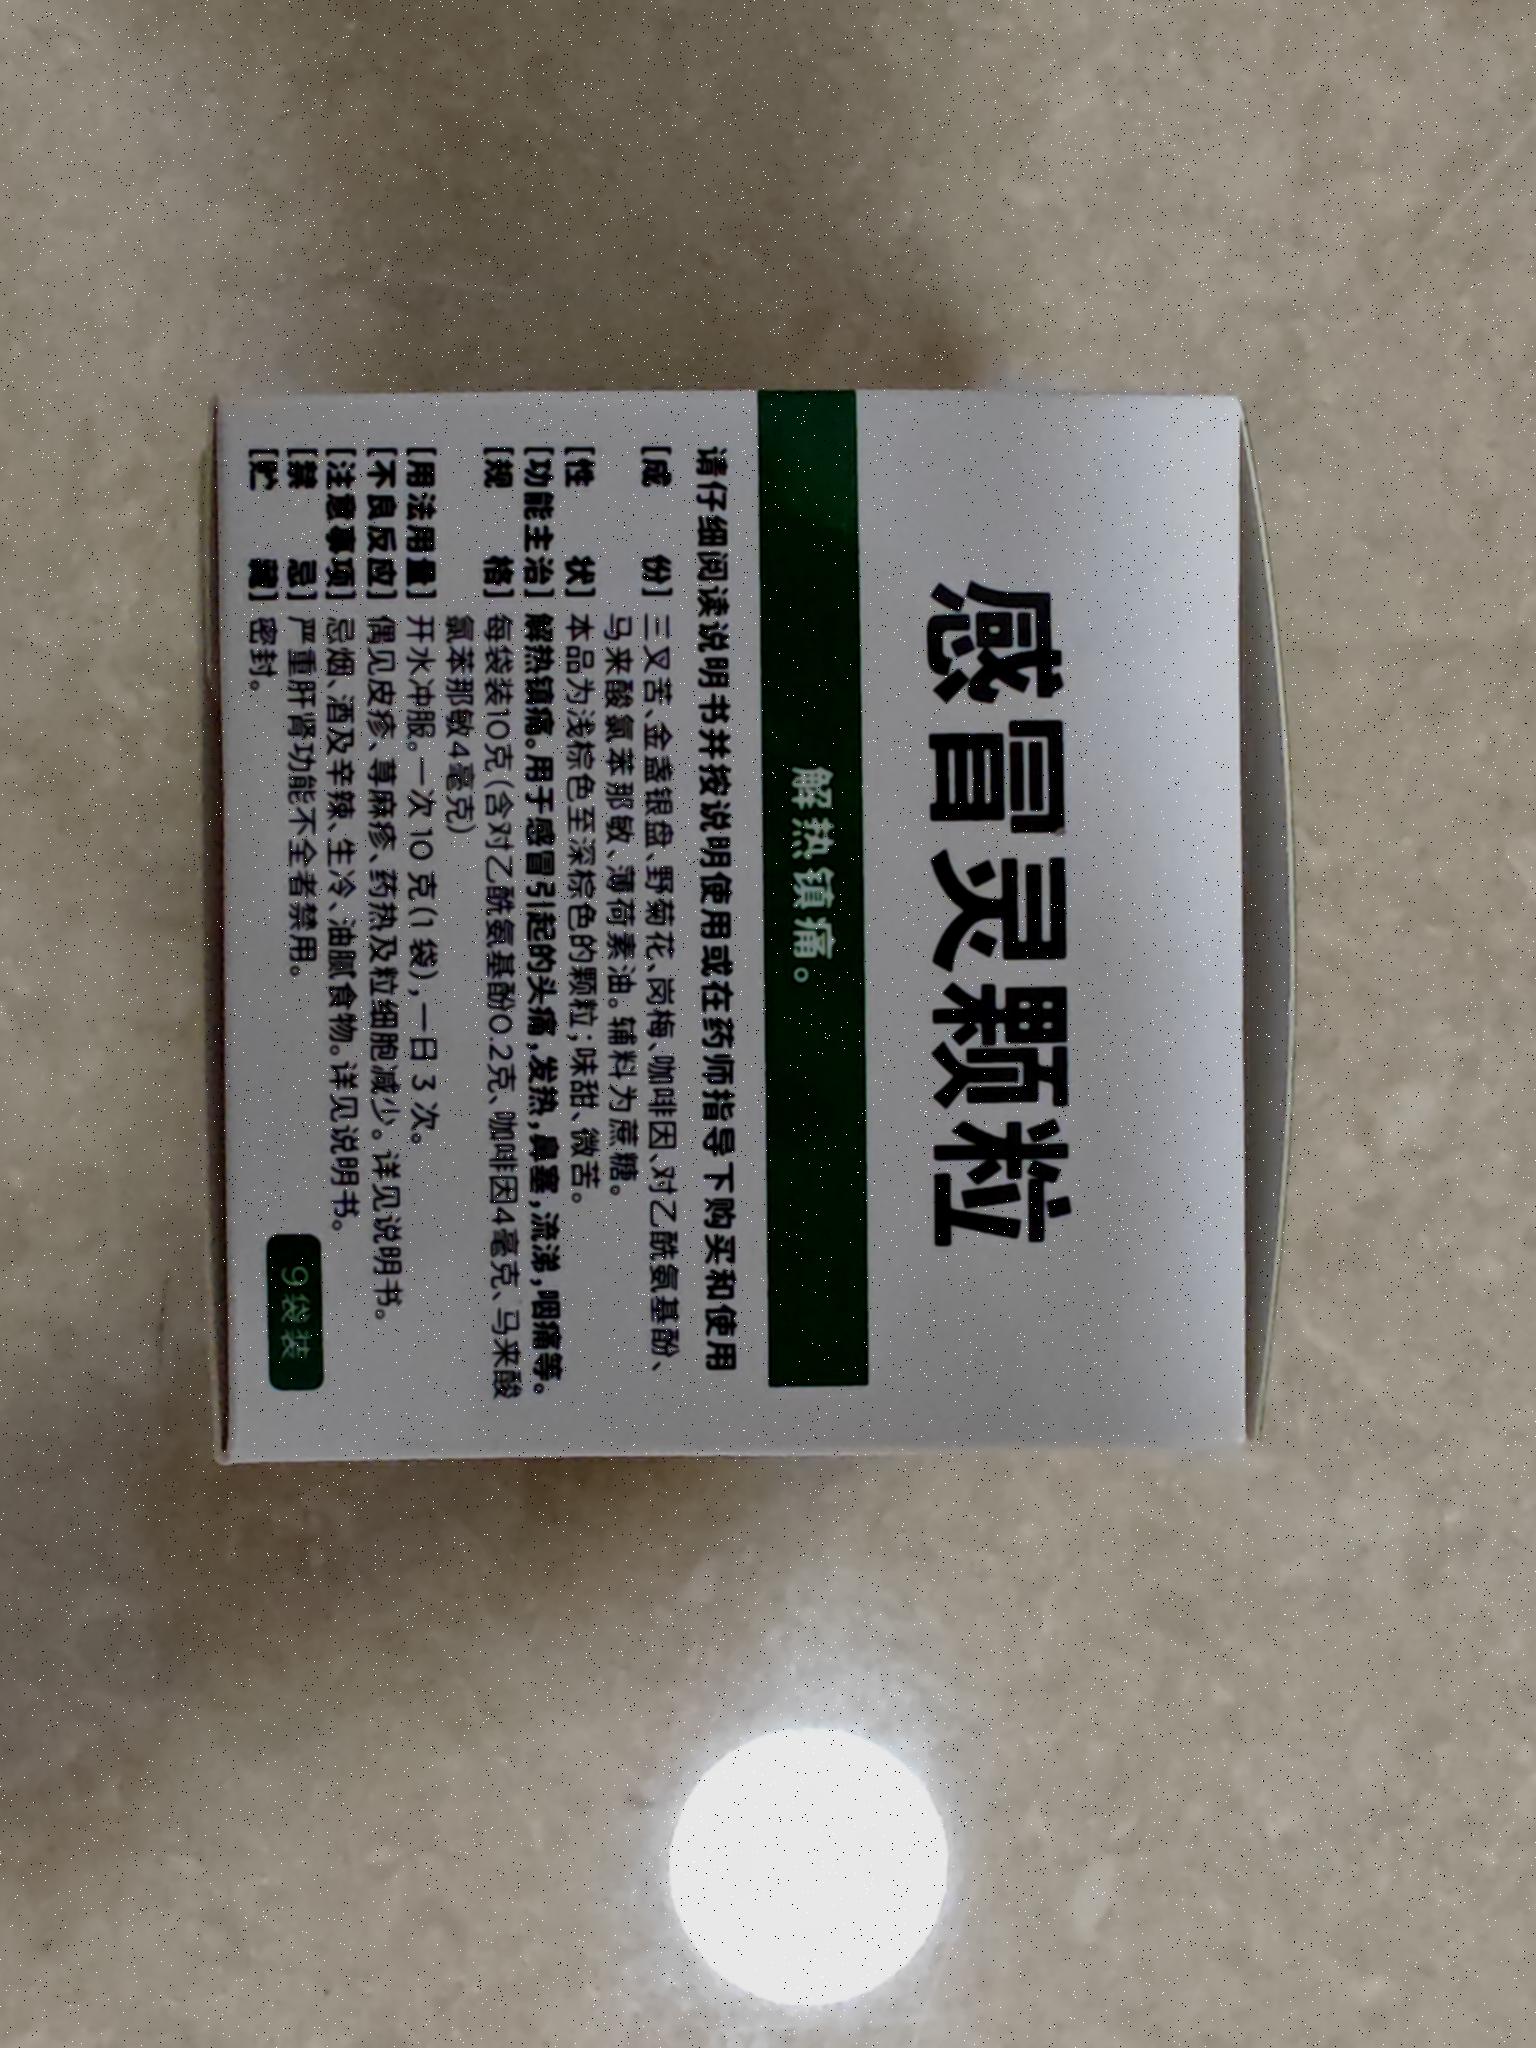 感冒灵颗粒
解热镇痛。
请仔细阅读说明书并按说明使用或在药师指导下购买和使用
[成 份] 三叉苦、金盏银盘、野菊花、岗梅、咖啡因、对乙酰氨基酚、
马来酸氯苯那敏、薄荷素油。辅料为蔗糖。
[性 状] 本品为浅棕色至深棕色的颗粒；味甜、微苦。
[功能主治] 解热镇痛。用于感冒引起的头痛，发热，鼻塞，流涕，咽痛等。
[规 格] 每袋装10克(含对乙酰氨基酚0.2克、咖啡因4毫克、马来酸
氯苯那敏4毫克)
[用法用量] 开水冲服。一次 10 克(1 袋)，一日 3 次。
[不良反应] 偶见皮疹、荨麻疹、药热及粒细胞减少。详见说明书。
[注意事项] 忌烟、酒及辛辣、生冷、油腻食物。详见说明书。
[禁 忌] 严重肝肾功能不全者禁用。
[贮 藏] 密封。
9袋装